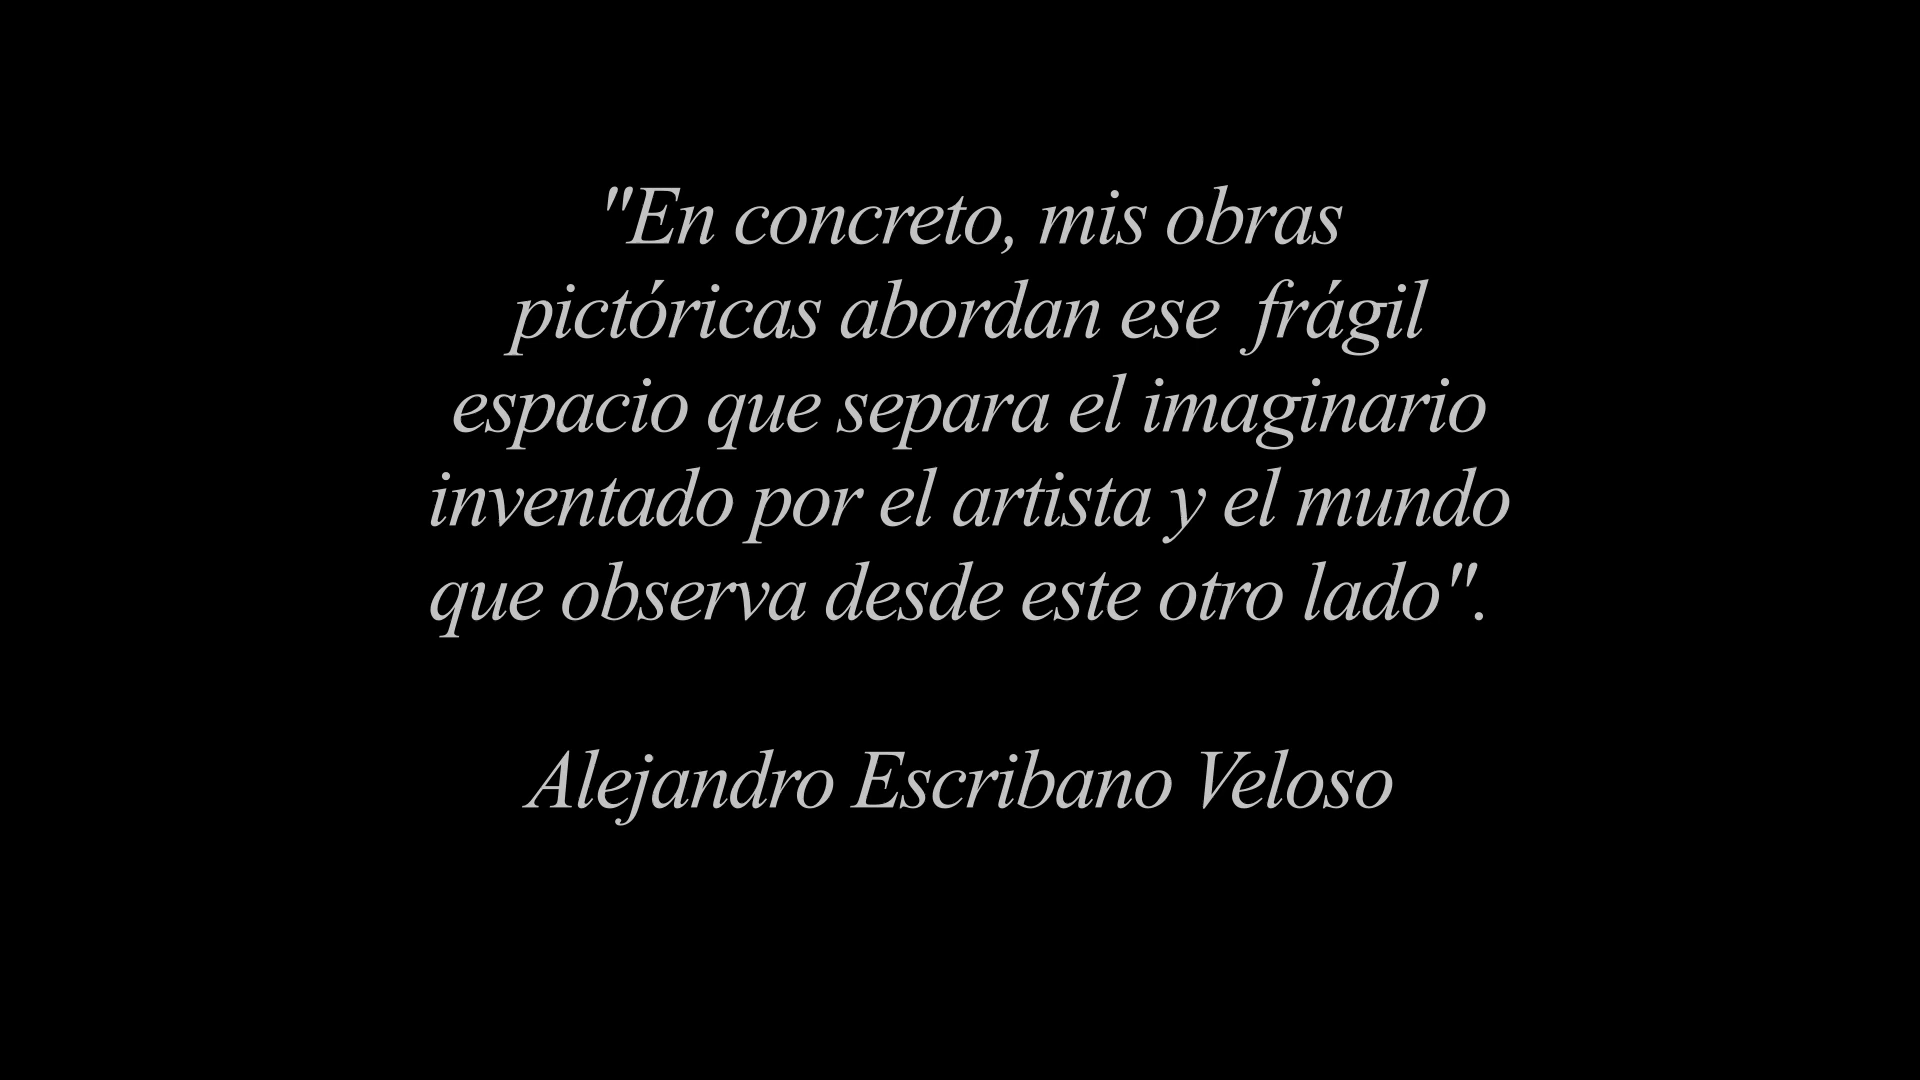 "En concreto, mis obras
pictóricas abordan ese  frágil
espacio que separa el imaginario
inventado por el artista y el mundo
que observa desde este otro lado".
Alejandro Escribano Veloso